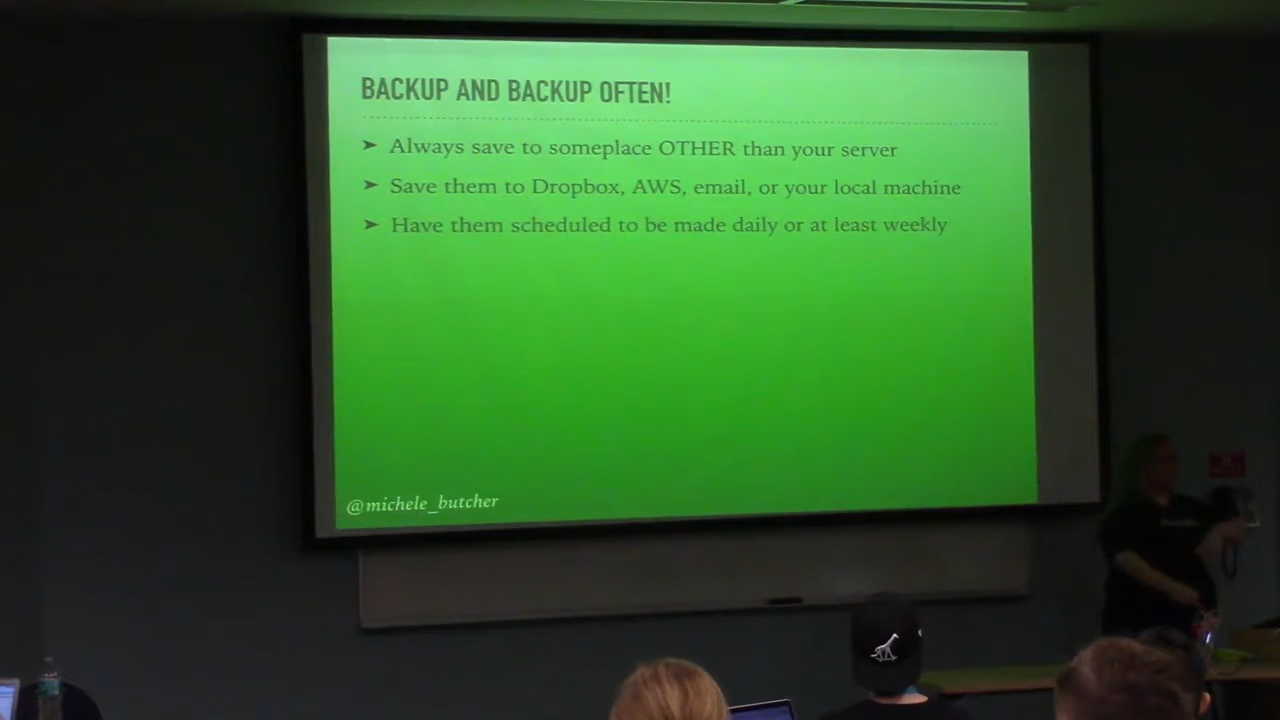 BACKUP AND BACKUP OFTEN!
➤ Always save to someplace OTHER than your server
➤ Save them to Dropbox, AWS, email, or your local machine
➤ Have them scheduled to be made daily or at least weekly
@michele_butcher